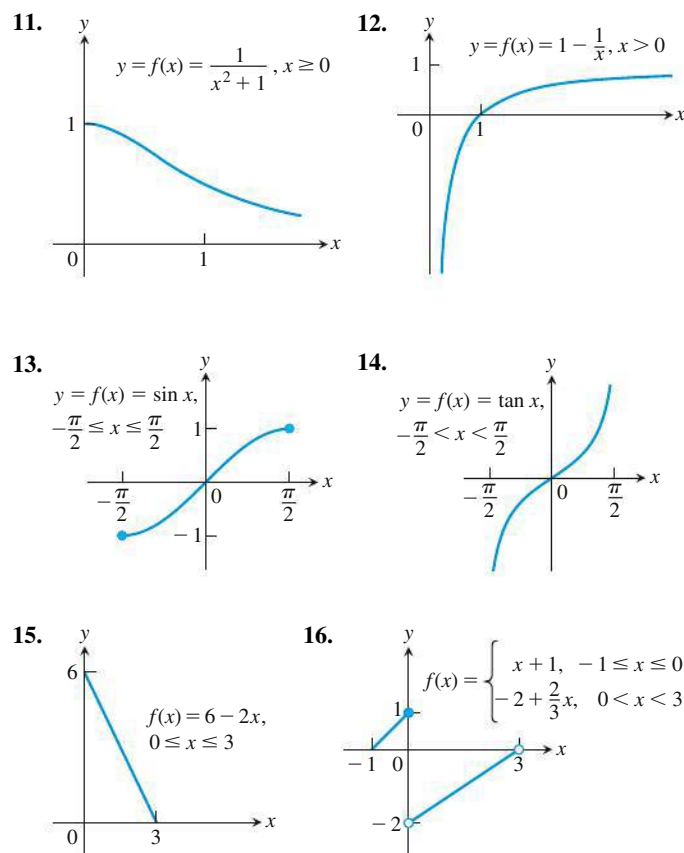 11.
y
y = f(x) = 1/(x² + 1), x ≥ 0
1
0
1
x
12.
y
y = f(x) = 1 − 1/x, x > 0
1
0
1
x
13.
y
y = f(x) = sin x,
−π/2 ≤ x ≤ π/2
1
−π/2
0
π/2
x
−1
14.
y
y = f(x) = tan x,
−π/2 < x < π/2
−π/2
0
π/2
x
15.
y
6
f(x) = 6 − 2x,
0 ≤ x ≤ 3
0
3
x
16.
y
f(x) = { x + 1, −1 ≤ x ≤ 0
−2 + 2/3 x, 0 < x < 3
1
−1
0
3
x
−2